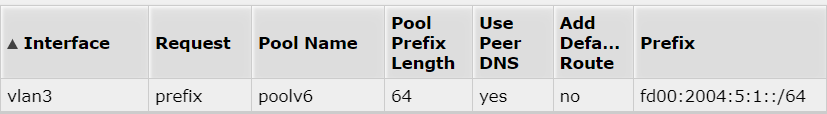 ▲ Interface Request Pool Name Pool Prefix Length Use Peer DNS Add Defa... Route Prefix
vlan3 prefix poolv6 64 yes no fd00:2004:5:1::/64